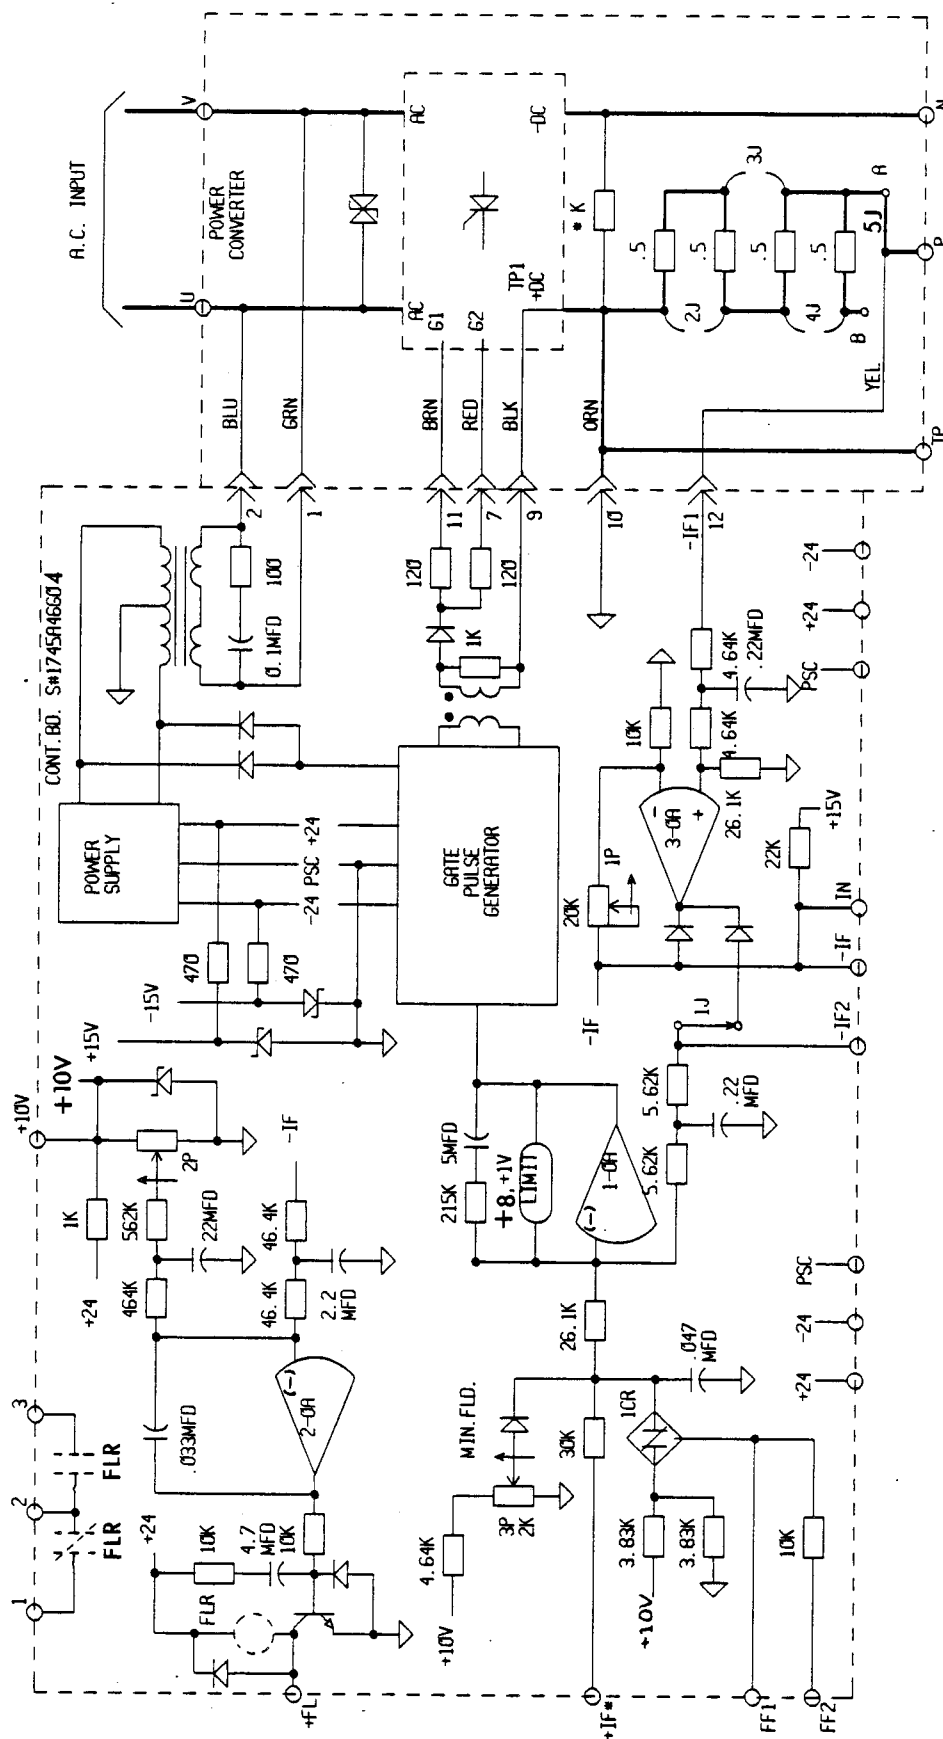 A.C. INPUT
V
U
POWER
CONVERTER
AC
-DC
AC
G1
G2
TP1
+DC
* K
N
.5
.5
.5
.5
3J
2J
4J
5J
A
B
P
YEL
TP
BLU
GRN
BRN
RED
BLK
ORN
2
1
11
7
9
10
-IF1
12
CONT. BD. S#1745A46G014
100
0.1MFD
120
120
1K
POWER
SUPPLY
-24
PSC
+24
470
470
-15V
+15V
GATE
PULSE
GENERATOR
10K
4.64K
.22MFD
4.64K
26.1K
3-OA
-
+
1P
20K
22K
+15V
-24
+24
PSC
IN
-IF
-IF
-IF2
1J
+10V
+10V
2P
1K
+24
562K
.22MFD
464K
-IF
46.4K
46.4K
2.2
MFD
5MFD
215K
+8,+1V
LIMIT
1-OA
(-)
5.62K
.22
MFD
5.62K
PSC
-24
+24
26.1K
.047
MFD
3
2
1
FLR
FLR
.033MFD
2-OA
(-)
+24
10K
4.7
MFD
10K
FLR
+FL
MIN.FLD.
3P
2K
4.64K
+10V
30K
1CR
3.83K
3.83K
+10V
10K
+IF*
FF1
FF2